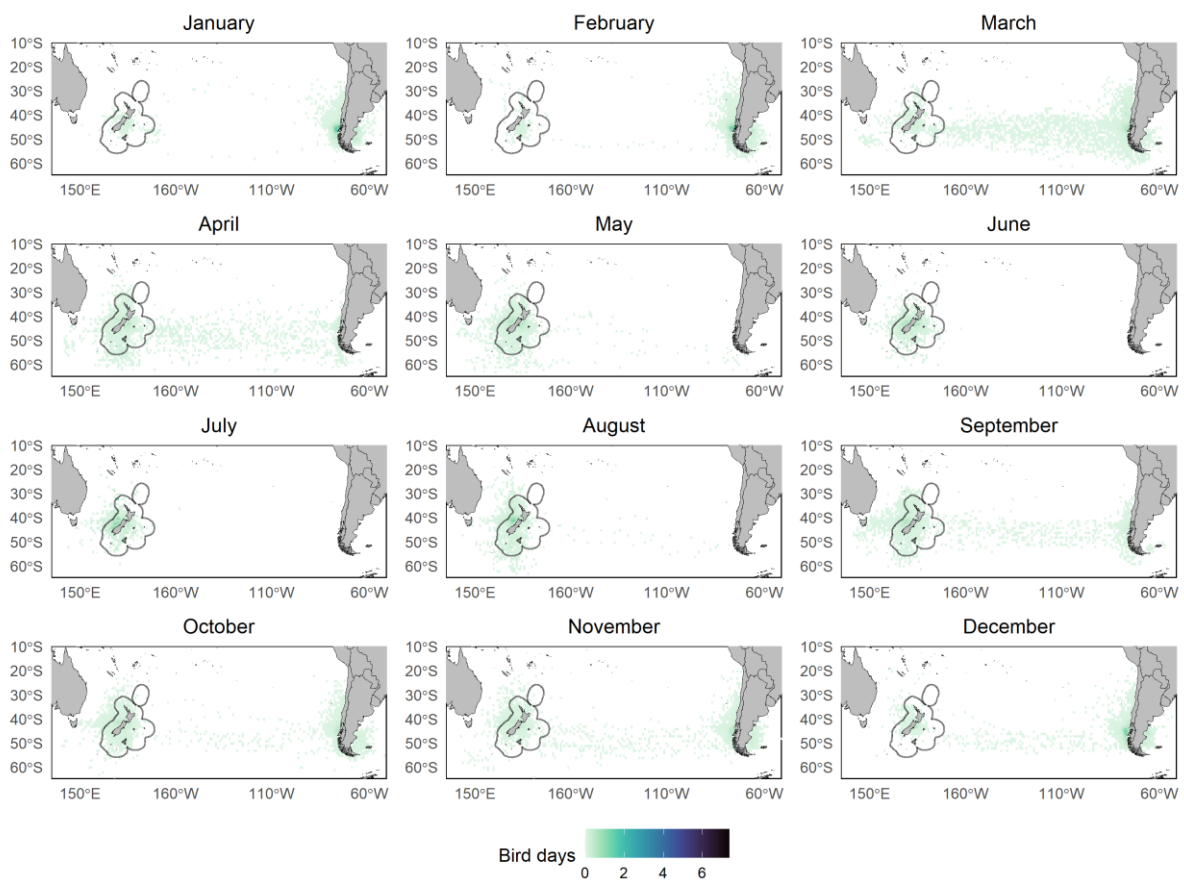 January February March
10°S 10°S 10°S
20°S 20°S 20°S
30°S 30°S 30°S
40°S 40°S 40°S
50°S 50°S 50°S
60°S 60°S 60°S
150°E 160°W 110°W 60°W 150°E 160°W 110°W 60°W 150°E 160°W 110°W 60°W
April May June
10°S 10°S 10°S
20°S 20°S 20°S
30°S 30°S 30°S
40°S 40°S 40°S
50°S 50°S 50°S
60°S 60°S 60°S
150°E 160°W 110°W 60°W 150°E 160°W 110°W 60°W 150°E 160°W 110°W 60°W
July August September
10°S 10°S 10°S
20°S 20°S 20°S
30°S 30°S 30°S
40°S 40°S 40°S
50°S 50°S 50°S
60°S 60°S 60°S
150°E 160°W 110°W 60°W 150°E 160°W 110°W 60°W 150°E 160°W 110°W 60°W
October November December
10°S 10°S 10°S
20°S 20°S 20°S
30°S 30°S 30°S
40°S 40°S 40°S
50°S 50°S 50°S
60°S 60°S 60°S
150°E 160°W 110°W 60°W 150°E 160°W 110°W 60°W 150°E 160°W 110°W 60°W
Bird days
0 2 4 6